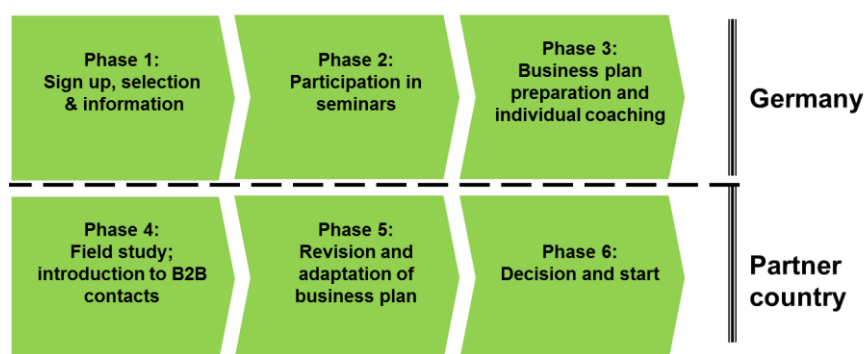 Phase 1:
Sign up, selection
& information
Phase 2:
Participation in
seminars
Phase 3:
Business plan
preparation and
individual coaching
Germany
Phase 4:
Field study;
introduction to B2B
contacts
Phase 5:
Revision and
adaptation of
business plan
Phase 6:
Decision and start
Partner
country